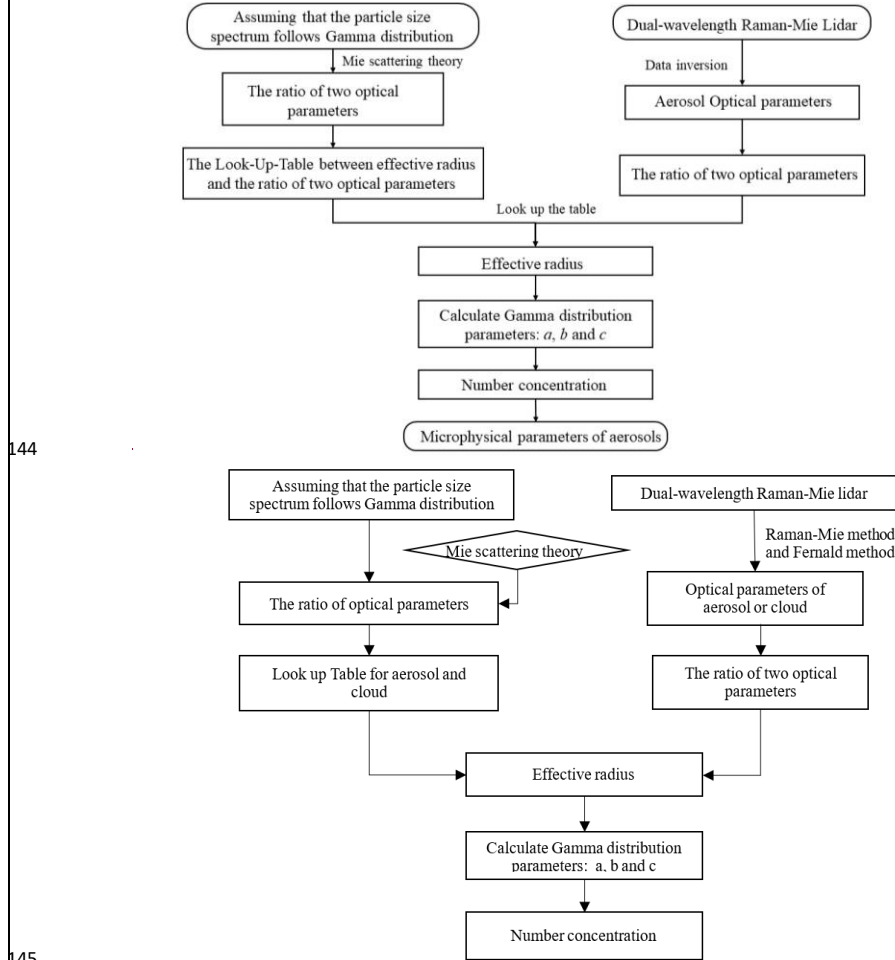 Assuming that the particle size
spectrum follows Gamma distribution
Dual-wavelength Raman-Mie Lidar
Mie scattering theory
Data inversion
The ratio of two optical
parameters
Aerosol Optical parameters
The Look-Up-Table between effective radius
and the ratio of two optical parameters
The ratio of two optical parameters
Look up the table
Effective radius
Calculate Gamma distribution
parameters: a, b and c
Number concentration
Microphysical parameters of aerosols
144
Assuming that the particle size
spectrum follows Gamma distribution
Dual-wavelength Raman-Mie lidar
Mie scattering theory
Raman-Mie method
and Fernald method
The ratio of optical parameters
Optical parameters of
aerosol or cloud
Look up Table for aerosol and
cloud
The ratio of two optical
parameters
Effective radius
Calculate Gamma distribution
parameters: a, b and c
Number concentration
145